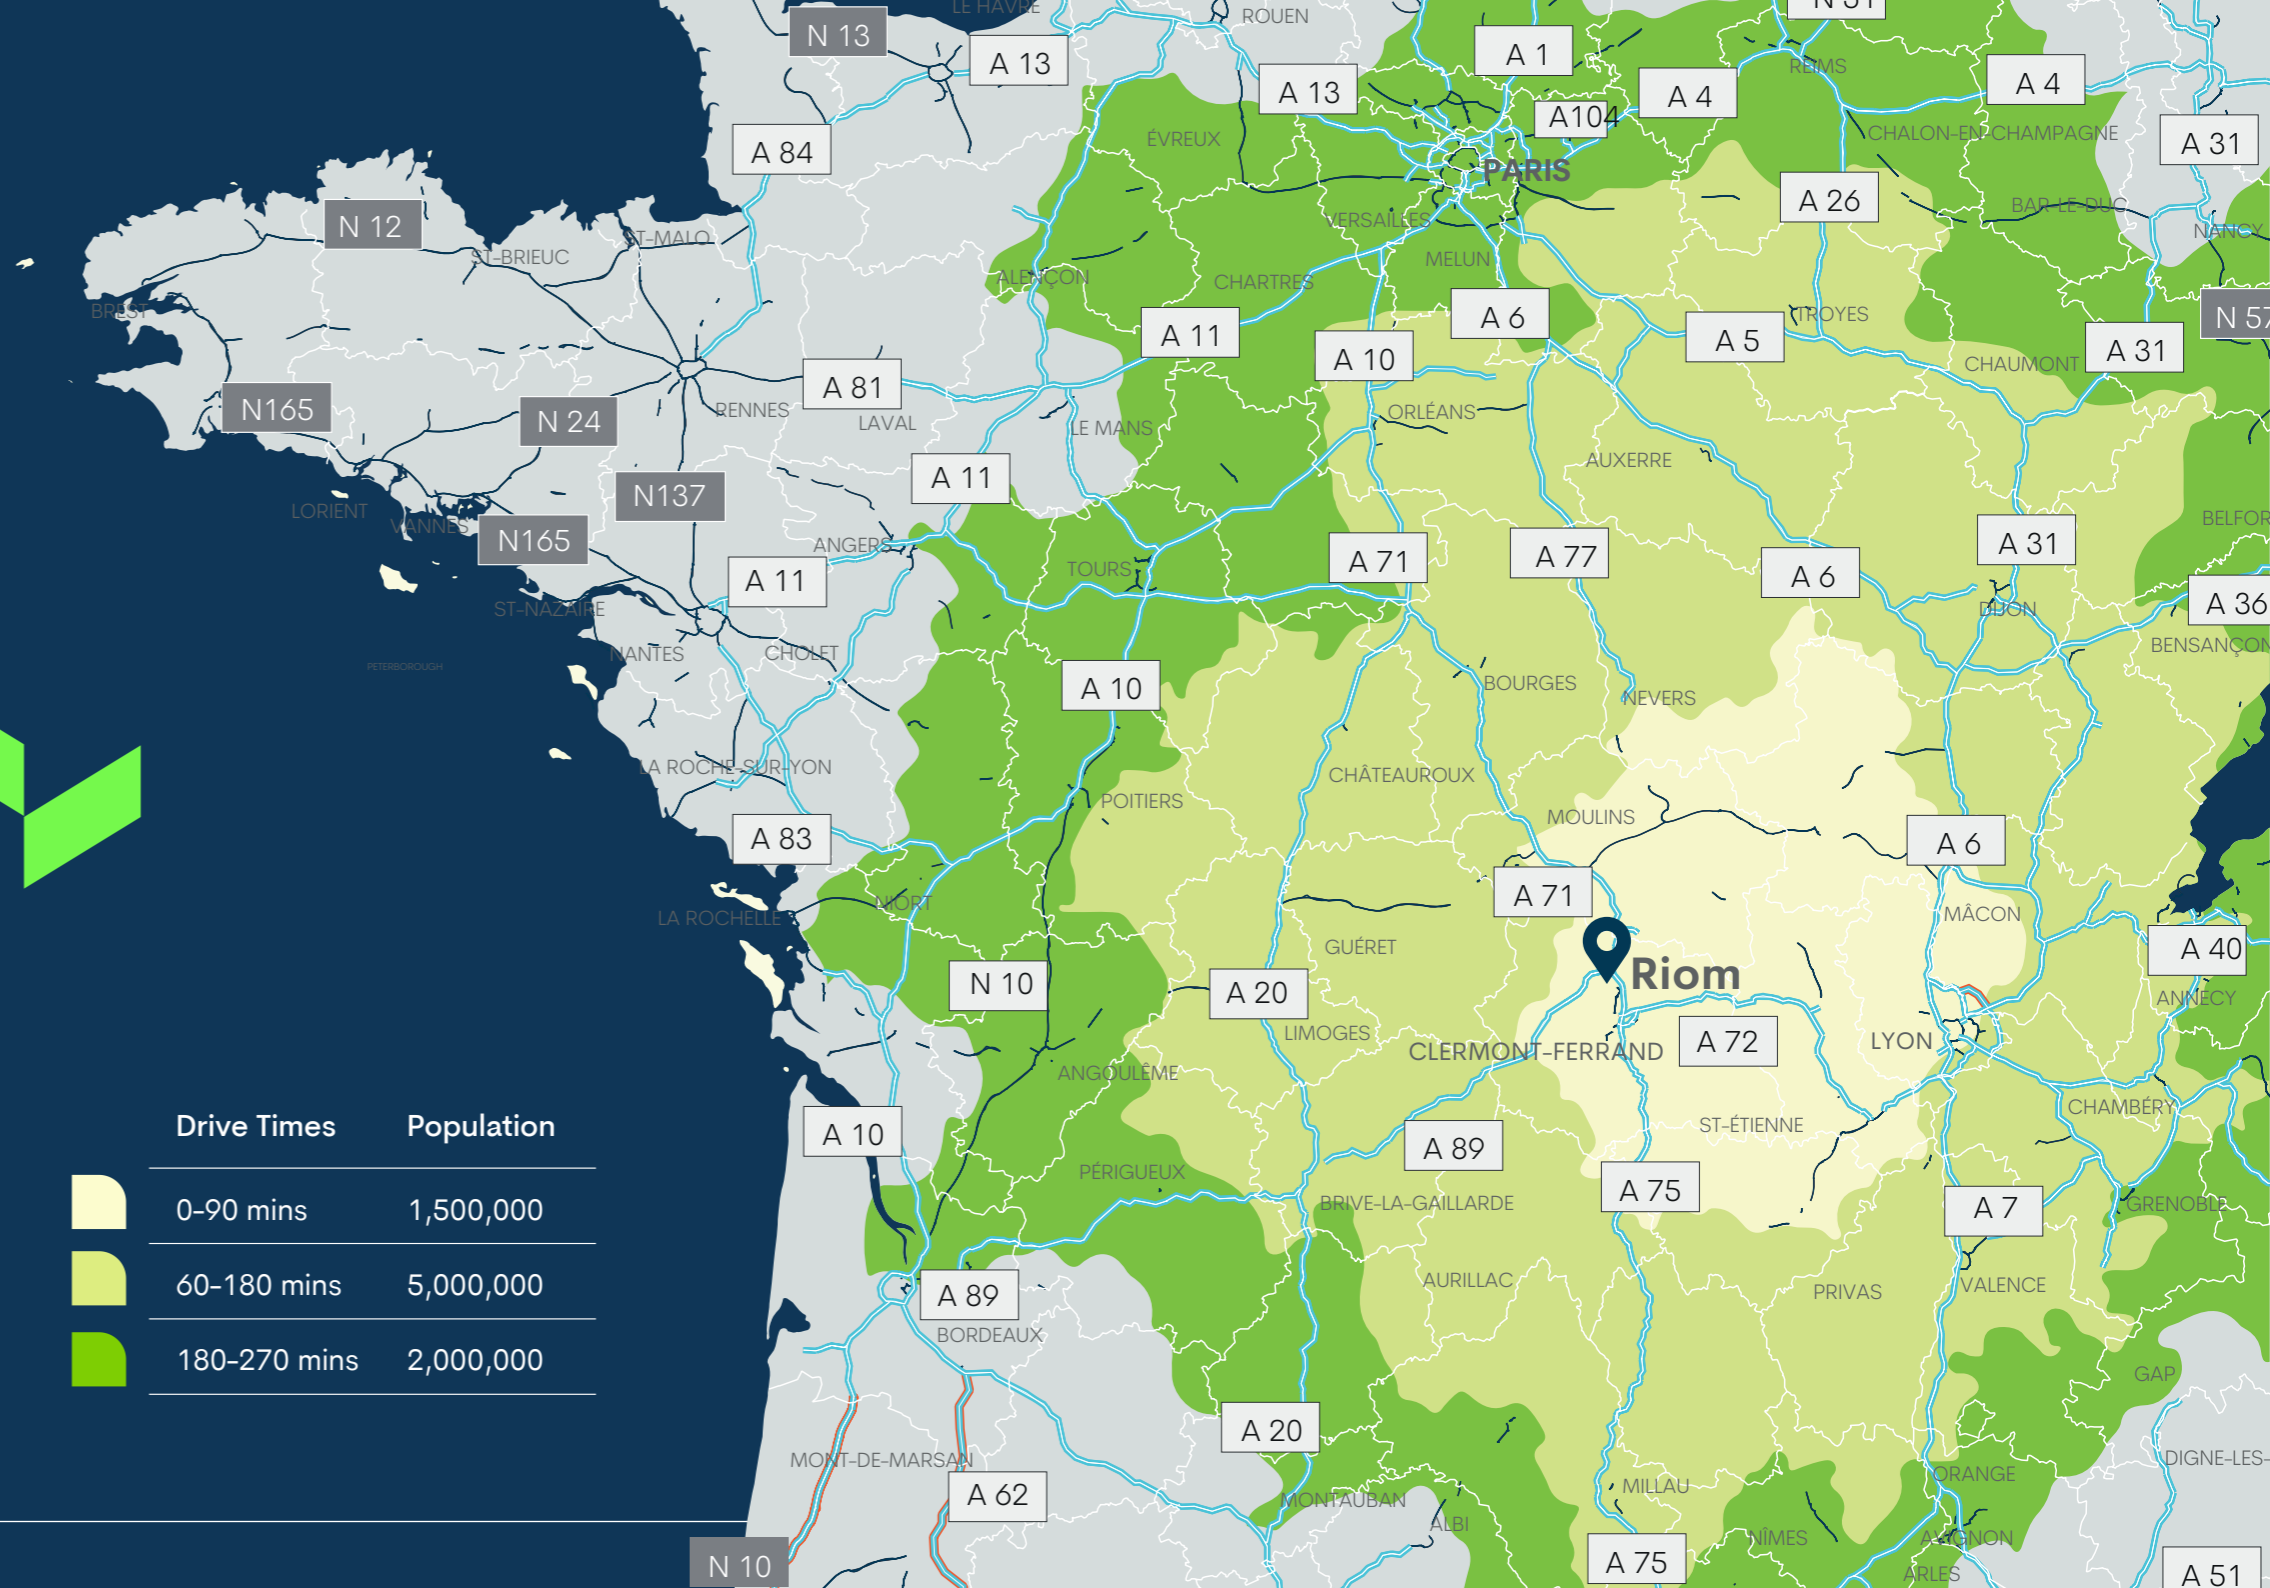 LE HAVRE
ROUEN
N 13
A 13
A 1
N 31
A 13
A 4
A 4
REIMS
A104
A 84
ÉVREUX
CHALON-EN-CHAMPAGNE
A 31
PARIS
A 26
BAR-LE-DUC
N 12
VERSAILLES
NANCY
ST-MALO
ST-BRIEUC
MELUN
ALENÇON
CHARTRES
BREST
A 11
A 6
TROYES
N 57
A 5
A 10
CHAUMONT
A 31
A 81
N165
RENNES
ORLÉANS
LAVAL
N 24
LE MANS
AUXERRE
A 11
N137
LORIENT
VANNES
BELFOR
N165
ANGERS
A 31
A 71
A 77
TOURS
A 6
A 11
A 36
ST-NAZAIRE
DIJON
BENSANÇON
NANTES
CHOLET
PETERBOROUGH
A 10
BOURGES
NEVERS
LA ROCHE-SUR-YON
CHÂTEAUROUX
POITIERS
MOULINS
A 83
A 6
A 71
NIORT
LA ROCHELLE
MÂCON
GUÉRET
A 40
Riom
N 10
A 20
ANNECY
LIMOGES
A 72
LYON
CLERMONT-FERRAND
ANGOULÊME
CHAMBÉRY
A 10
ST-ÉTIENNE
A 89
PÉRIGUEUX
A 75
BRIVE-LA-GAILLARDE
A 7
GRENOBLE
AURILLAC
PRIVAS
VALENCE
A 89
BORDEAUX
GAP
A 20
MONT-DE-MARSAN
DIGNE-LES-
ORANGE
A 62
MILLAU
MONTAUBAN
ALBI
NÎMES
AVIGNON
A 75
N 10
ARLES
A 51
Drive Times Population
0-90 mins 1,500,000
60-180 mins 5,000,000
180-270 mins 2,000,000